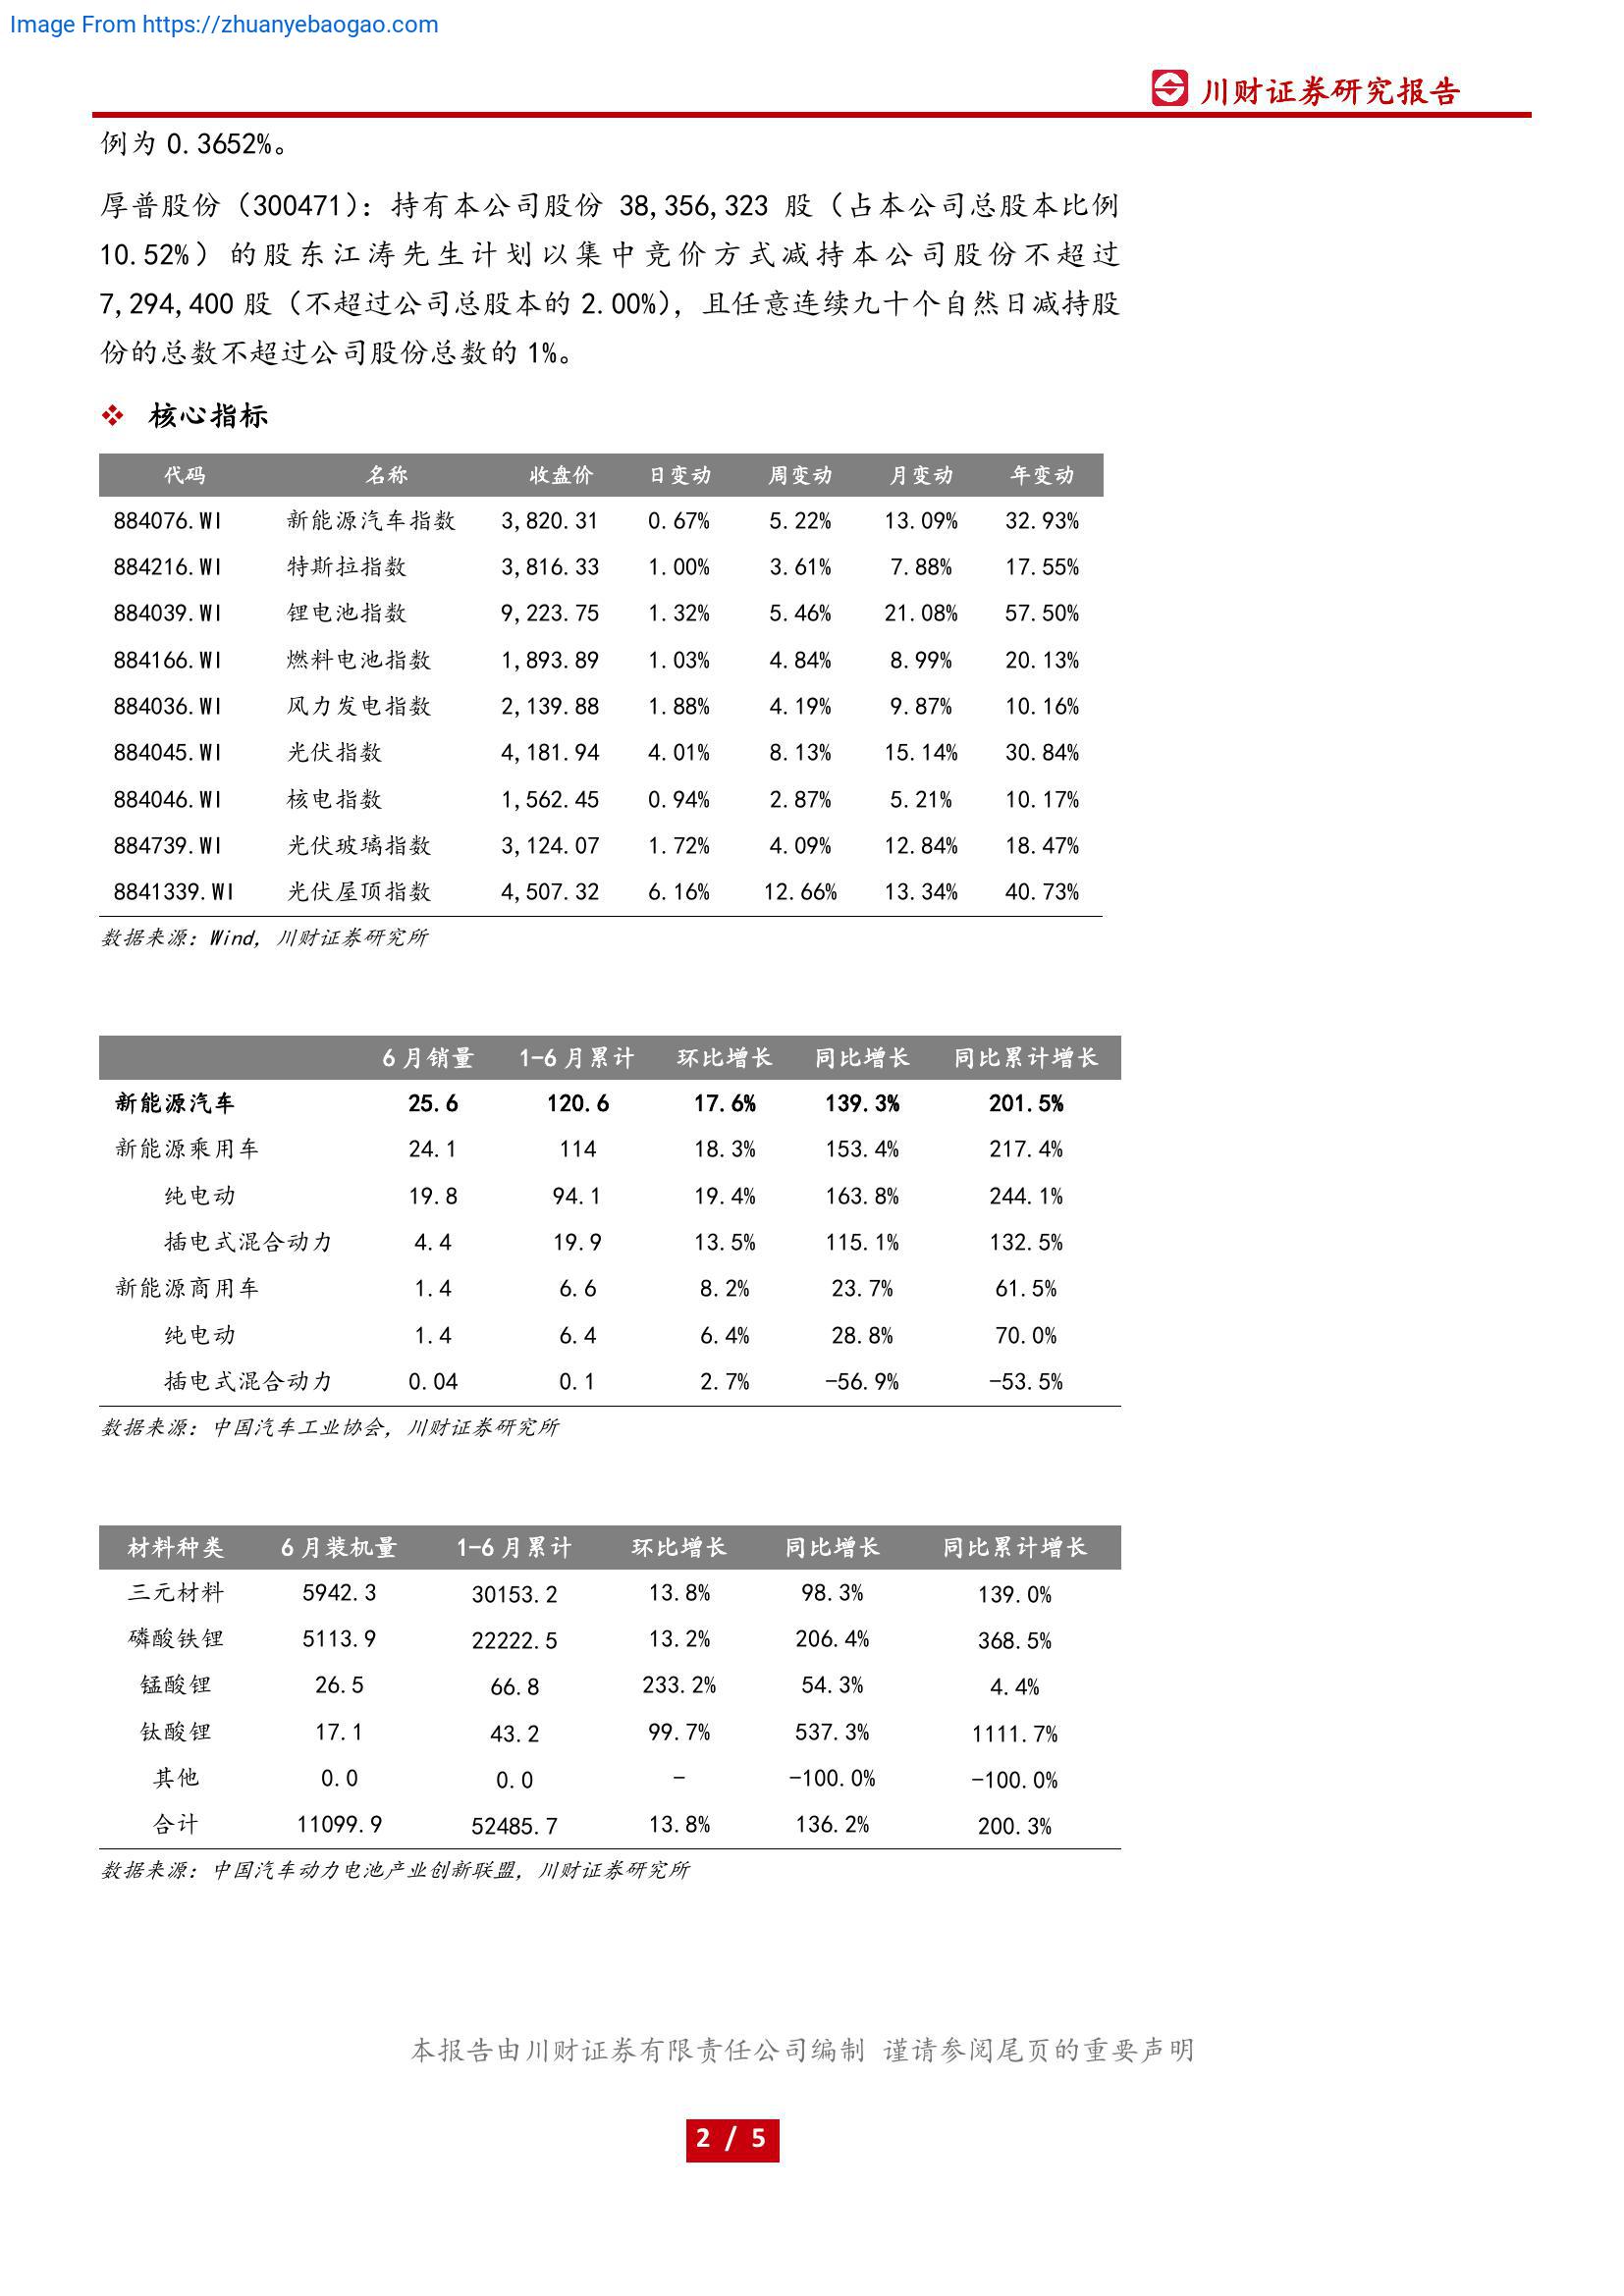 Image From https://zhuanyebaogao.com
川财证券研究报告
例为 0.3652%。
厚普股份（300471）：持有本公司股份 38,356,323 股（占本公司总股本比例
10.52%）的股东江涛先生计划以集中竞价方式减持本公司股份不超过
7,294,400 股（不超过公司总股本的 2.00%），且任意连续九十个自然日减持股
份的总数不超过公司股份总数的 1%。
❖ 核心指标
代码 名称 收盘价 日变动 周变动 月变动 年变动
884076.WI 新能源汽车指数 3,820.31 0.67% 5.22% 13.09% 32.93%
884216.WI 特斯拉指数 3,816.33 1.00% 3.61% 7.88% 17.55%
884039.WI 锂电池指数 9,223.75 1.32% 5.46% 21.08% 57.50%
884166.WI 燃料电池指数 1,893.89 1.03% 4.84% 8.99% 20.13%
884036.WI 风力发电指数 2,139.88 1.88% 4.19% 9.87% 10.16%
884045.WI 光伏指数 4,181.94 4.01% 8.13% 15.14% 30.84%
884046.WI 核电指数 1,562.45 0.94% 2.87% 5.21% 10.17%
884739.WI 光伏玻璃指数 3,124.07 1.72% 4.09% 12.84% 18.47%
8841339.WI 光伏屋顶指数 4,507.32 6.16% 12.66% 13.34% 40.73%
数据来源：Wind，川财证券研究所
6 月销量 1-6 月累计 环比增长 同比增长 同比累计增长
新能源汽车 25.6 120.6 17.6% 139.3% 201.5%
新能源乘用车 24.1 114 18.3% 153.4% 217.4%
纯电动 19.8 94.1 19.4% 163.8% 244.1%
插电式混合动力 4.4 19.9 13.5% 115.1% 132.5%
新能源商用车 1.4 6.6 8.2% 23.7% 61.5%
纯电动 1.4 6.4 6.4% 28.8% 70.0%
插电式混合动力 0.04 0.1 2.7% -56.9% -53.5%
数据来源：中国汽车工业协会，川财证券研究所
材料种类 6 月装机量 1-6 月累计 环比增长 同比增长 同比累计增长
三元材料 5942.3 30153.2 13.8% 98.3% 139.0%
磷酸铁锂 5113.9 22222.5 13.2% 206.4% 368.5%
锰酸锂 26.5 66.8 233.2% 54.3% 4.4%
钛酸锂 17.1 43.2 99.7% 537.3% 1111.7%
其他 0.0 0.0 - -100.0% -100.0%
合计 11099.9 52485.7 13.8% 136.2% 200.3%
数据来源：中国汽车动力电池产业创新联盟，川财证券研究所
本报告由川财证券有限责任公司编制 谨请参阅尾页的重要声明
2 / 5